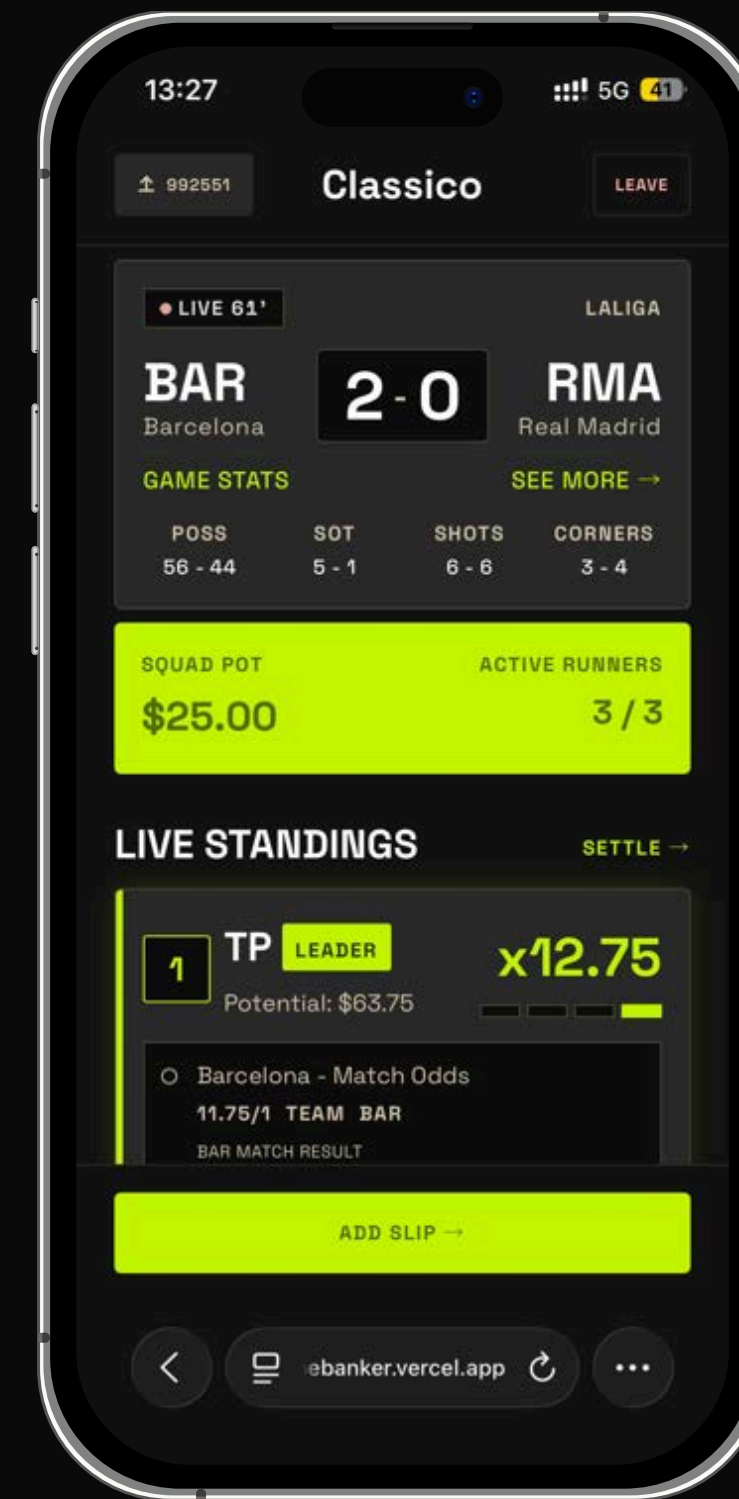 13:27 5G 41
992551 Classico LEAVE
LIVE 61' LALIGA
BAR 2-0 RMA
Barcelona Real Madrid
GAME STATS SEE MORE →
POSS SOT SHOTS CORNERS
56 - 44 5 - 1 6 - 6 3 - 4
SQUAD POT ACTIVE RUNNERS
$25.00 3 / 3
LIVE STANDINGS SETTLE →
1 TP LEADER x12.75
Potential: $63.75
Barcelona - Match Odds
11.75/1 TEAM BAR
BAR MATCH RESULT
ADD SLIP →
ebanker.vercel.app